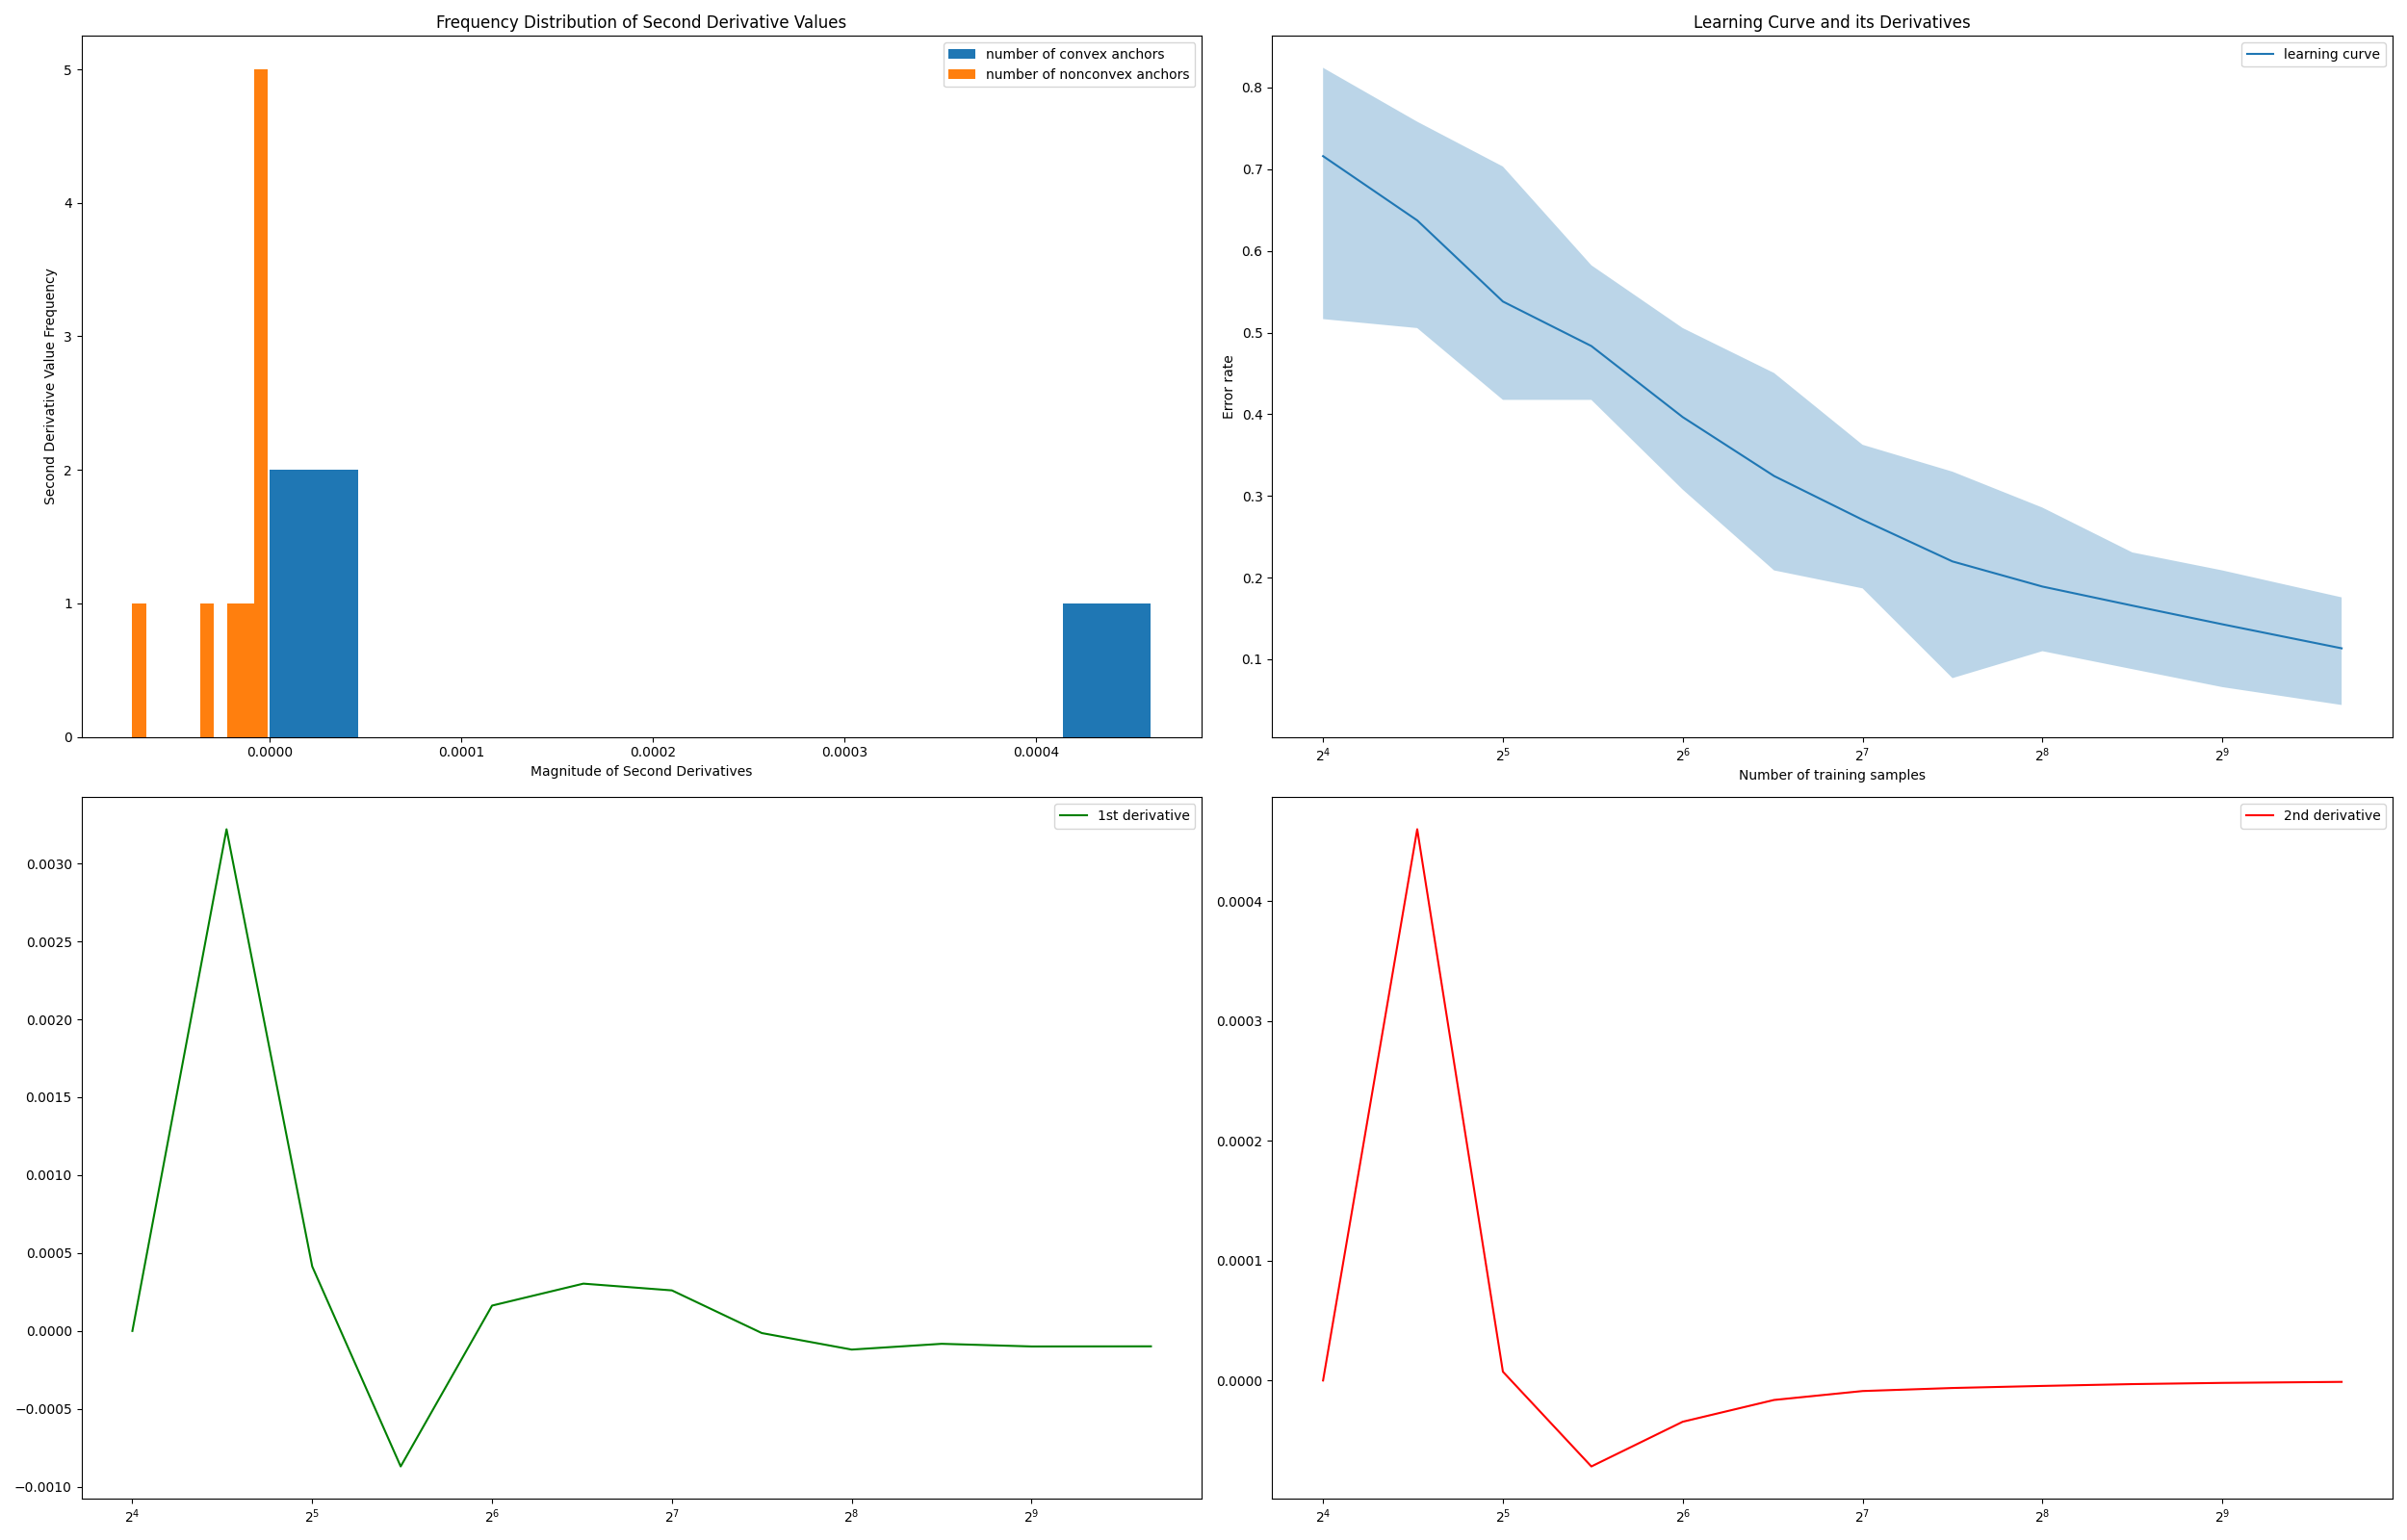 Frequency Distribution of Second Derivative Values
number of convex anchors
number of nonconvex anchors
Second Derivative Value Frequency
5
4
3
2
1
0
0.0000 0.0001 0.0002 0.0003 0.0004
Magnitude of Second Derivatives
Learning Curve and its Derivatives
learning curve
Error rate
0.8
0.7
0.6
0.5
0.4
0.3
0.2
0.1
2⁴ 2⁵ 2⁶ 2⁷ 2⁸ 2⁹
Number of training samples
1st derivative
0.0030
0.0025
0.0020
0.0015
0.0010
0.0005
0.0000
−0.0005
−0.0010
2⁴ 2⁵ 2⁶ 2⁷ 2⁸ 2⁹
2nd derivative
0.0004
0.0003
0.0002
0.0001
0.0000
2⁴ 2⁵ 2⁶ 2⁷ 2⁸ 2⁹